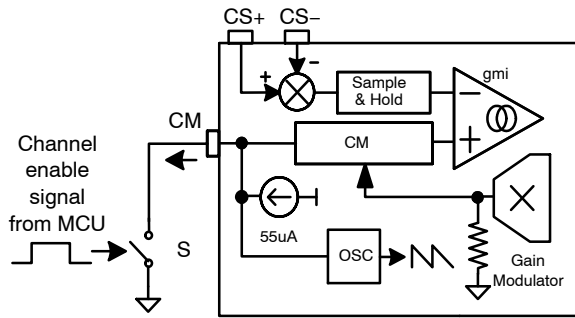 CS+ CS−
+ −
gmi
Sample
& Hold
−
CM
CM
+
Channel
enable
signal
from MCU
S
55uA
OSC
Gain
Modulator